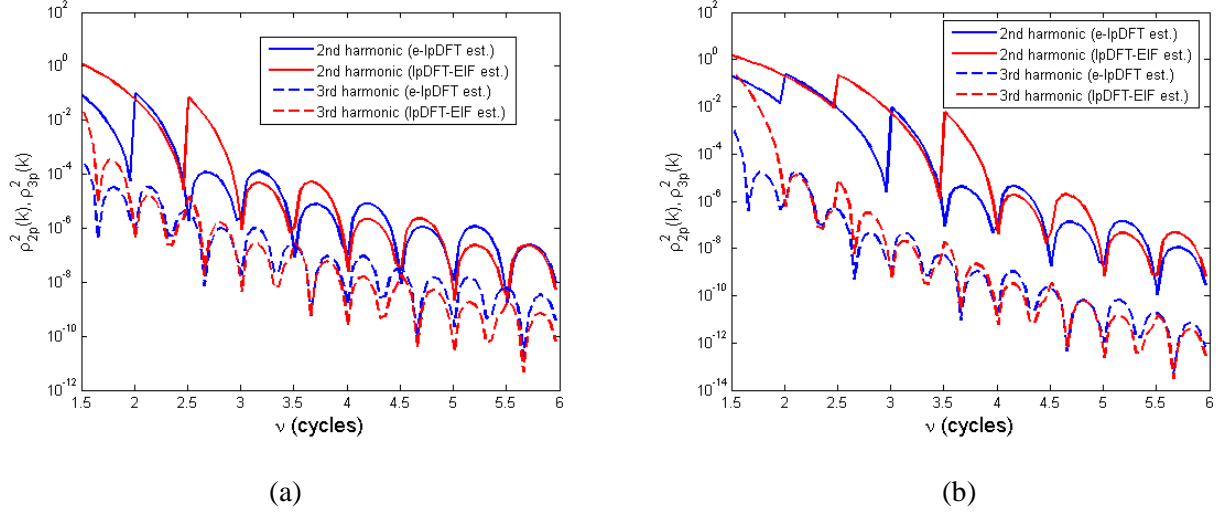 10^2
10^0
10^-2
10^-4
10^-6
10^-8
10^-10
10^-12
ρ²2p(k), ρ²3p(k)
2nd harmonic (e-IpDFT est.)
2nd harmonic (IpDFT-EIF est.)
3rd harmonic (e-IpDFT est.)
3rd harmonic (IpDFT-EIF est.)
1.5 2 2.5 3 3.5 4 4.5 5 5.5 6
ν (cycles)
(a)
10^2
10^0
10^-2
10^-4
10^-6
10^-8
10^-10
10^-12
10^-14
ρ²2p(k), ρ²3p(k)
2nd harmonic (e-IpDFT est.)
2nd harmonic (IpDFT-EIF est.)
3rd harmonic (e-IpDFT est.)
3rd harmonic (IpDFT-EIF est.)
1.5 2 2.5 3 3.5 4 4.5 5 5.5 6
ν (cycles)
(b)